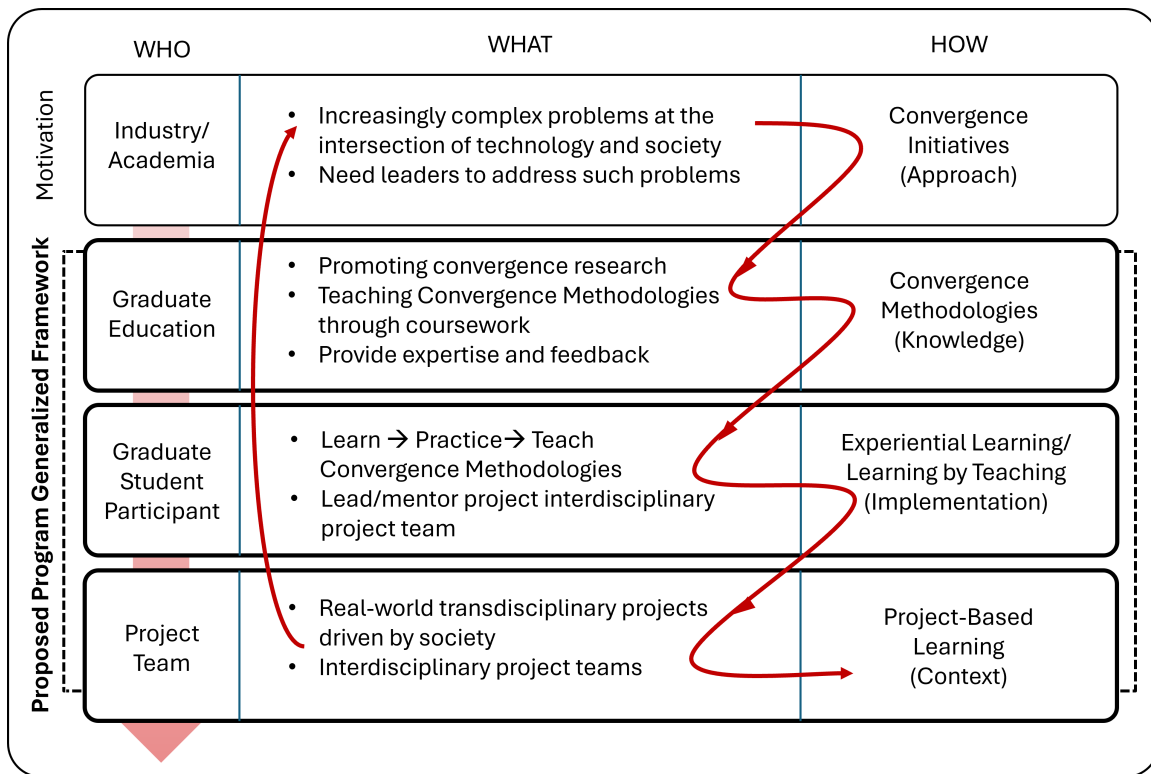 WHO
WHAT
HOW
Motivation
Industry/
Academia
• Increasingly complex problems at the
intersection of technology and society
• Need leaders to address such problems
Convergence
Initiatives
(Approach)
Proposed Program Generalized Framework
Graduate
Education
• Promoting convergence research
• Teaching Convergence Methodologies
through coursework
• Provide expertise and feedback
Convergence
Methodologies
(Knowledge)
Graduate
Student
Participant
• Learn → Practice→ Teach
Convergence Methodologies
• Lead/mentor project interdisciplinary
project team
Experiential Learning/
Learning by Teaching
(Implementation)
Project
Team
• Real-world transdisciplinary projects
driven by society
• Interdisciplinary project teams
Project-Based
Learning
(Context)